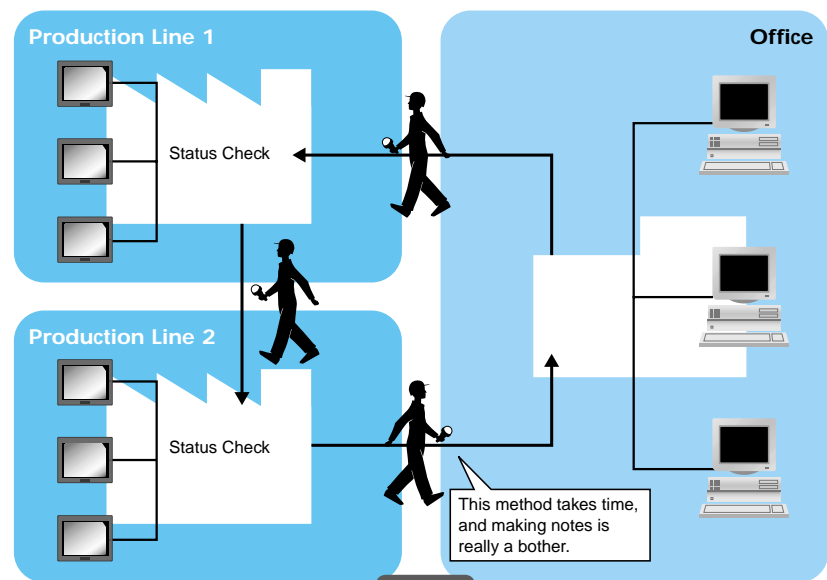 Production Line 1
Office
Status Check
Production Line 2
Status Check
This method takes time,
and making notes is
really a bother.